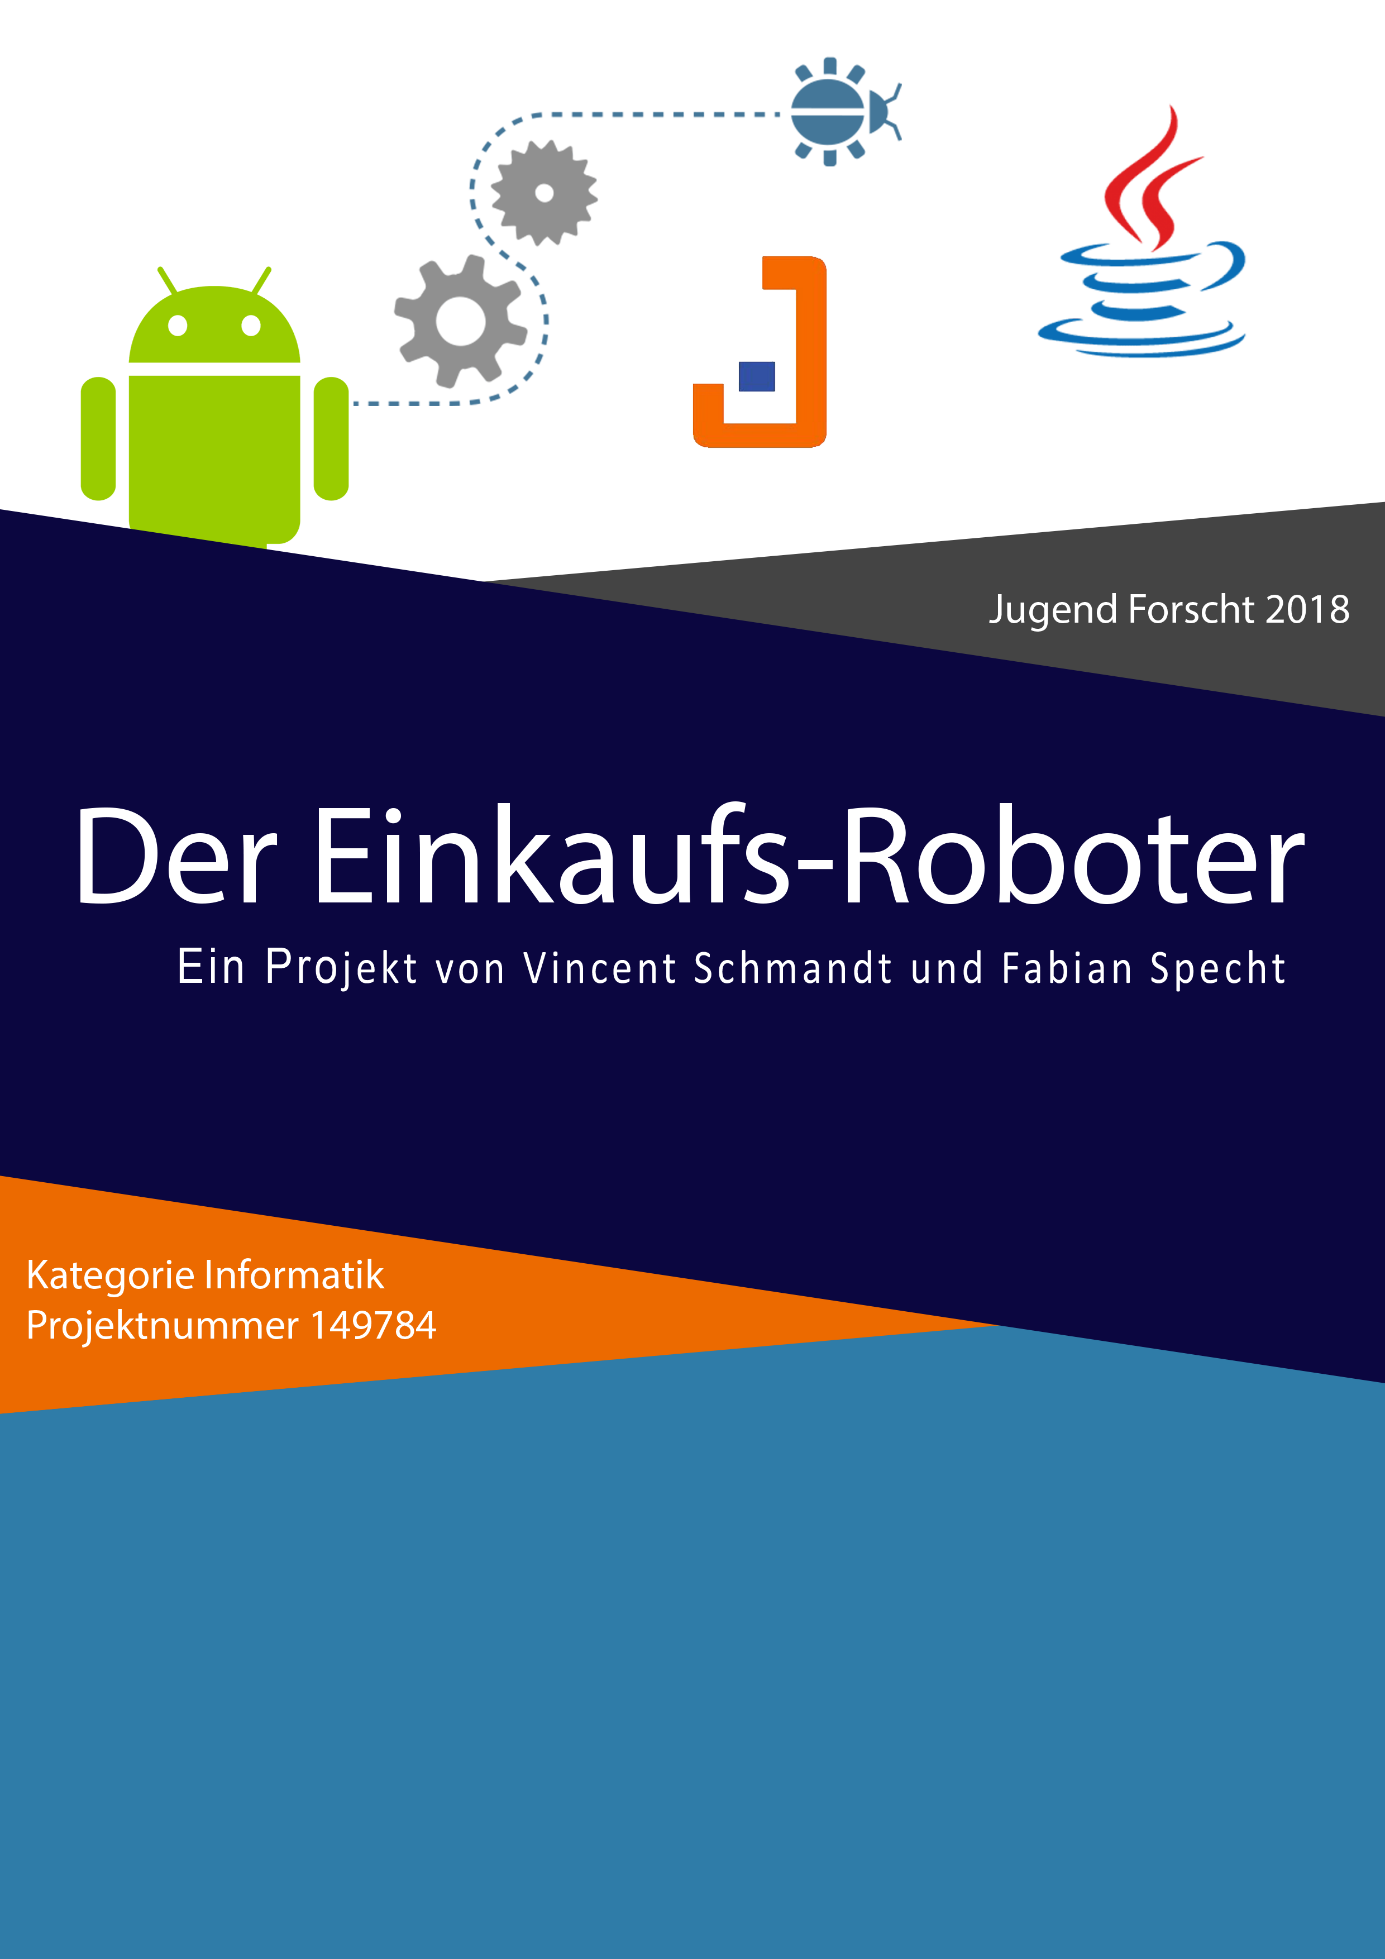 Jugend Forscht 2018
Der Einkaufs-Roboter
Ein Projekt von Vincent Schmandt und Fabian Specht
Kategorie Informatik
Projektnummer 149784